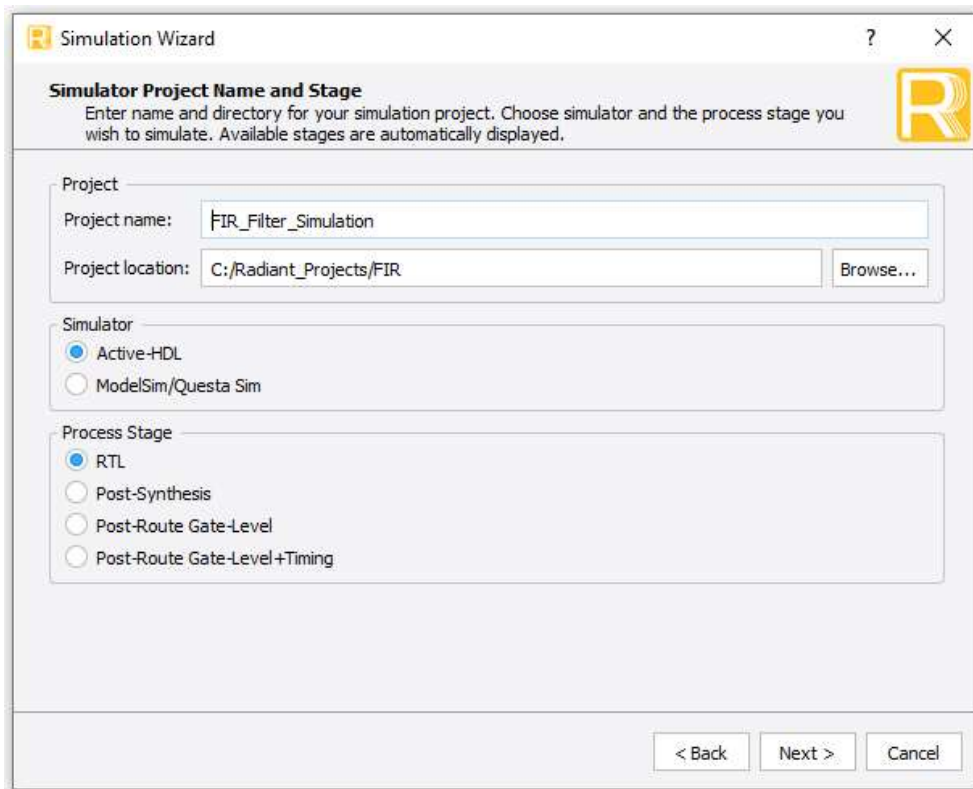 Simulation Wizard
Simulator Project Name and Stage
Enter name and directory for your simulation project. Choose simulator and the process stage you
wish to simulate. Available stages are automatically displayed.
Project
Project name: FIR_Filter_Simulation
Project location: C:/Radiant_Projects/FIR Browse...
Simulator
Active-HDL
ModelSim/Questa Sim
Process Stage
RTL
Post-Synthesis
Post-Route Gate-Level
Post-Route Gate-Level+Timing
< Back Next > Cancel